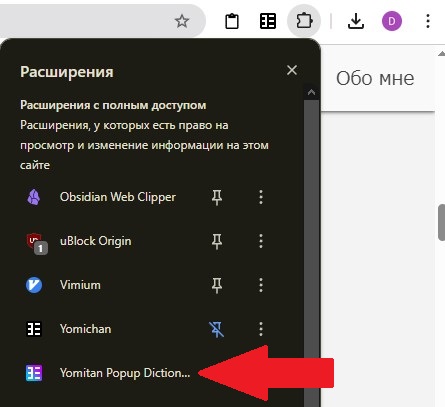 D
Обо мне
Расширения
Расширения с полным доступом
Расширения, у которых есть право на
просмотр и изменение информации на этом
сайте
Obsidian Web Clipper
uBlock Origin
1
Vimium
Yomichan
Yomitan Popup Diction...